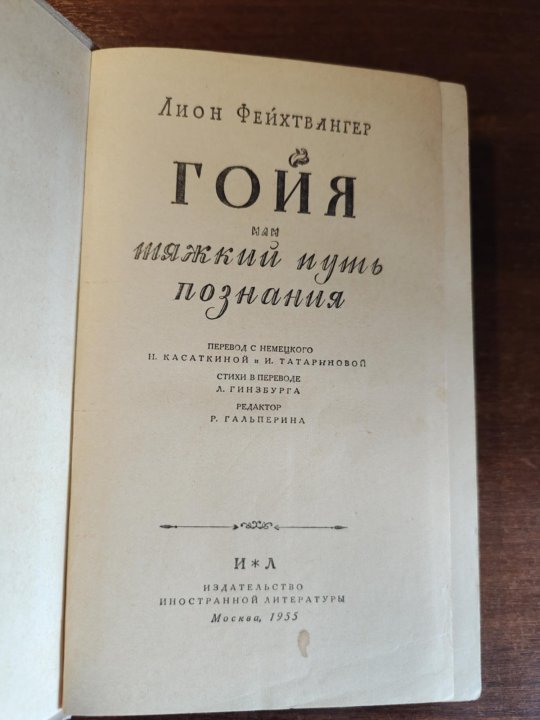 Лион Фейхтвангер
ГОЙЯ
или
тяжкий путь
познания
ПЕРЕВОД С НЕМЕЦКОГО
Н. КАСАТКИНОЙ и И. ТАТАРИНОВОЙ
СТИХИ В ПЕРЕВОДЕ
Л. ГИНЗБУРГА
РЕДАКТОР
Р. ГАЛЬПЕРИНА
И * Л
ИЗДАТЕЛЬСТВО
ИНОСТРАННОЙ ЛИТЕРАТУРЫ
Москва, 1955